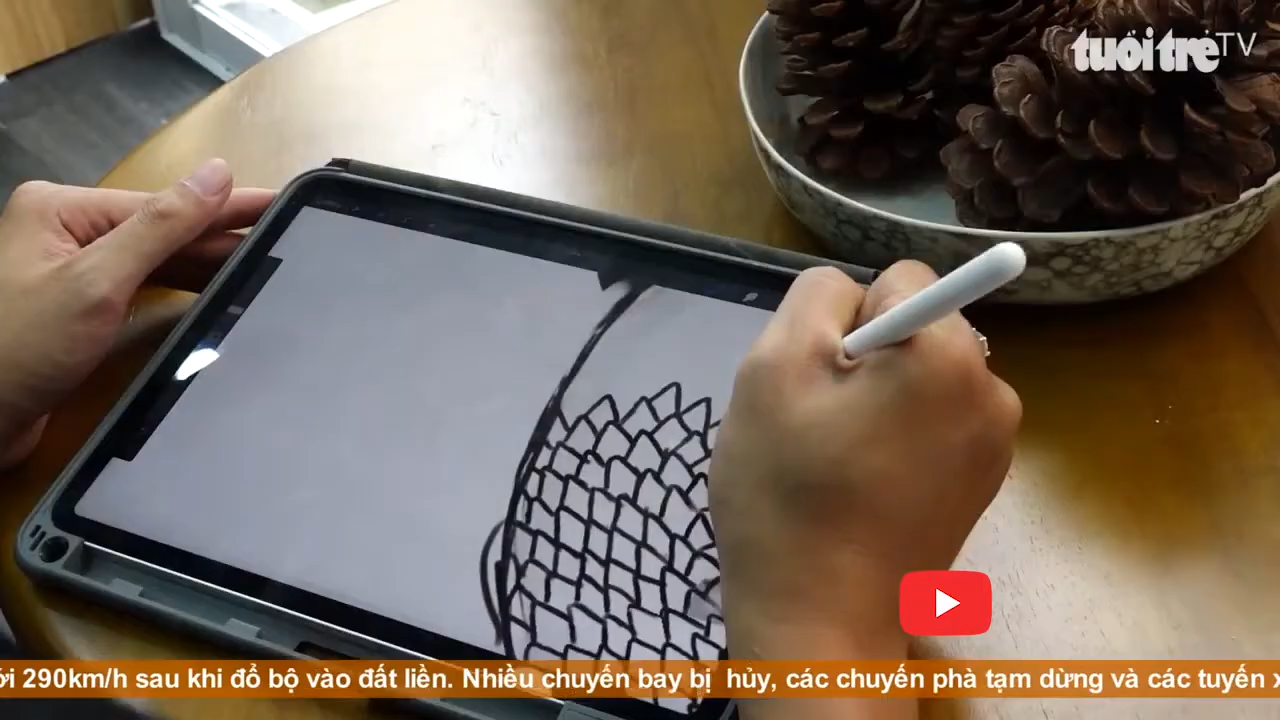 tuổi trẻ TV
290km/h sau khi đổ bộ vào đất liền. Nhiều chuyến bay bị hủy, các chuyến phà tạm dừng và các tuyến